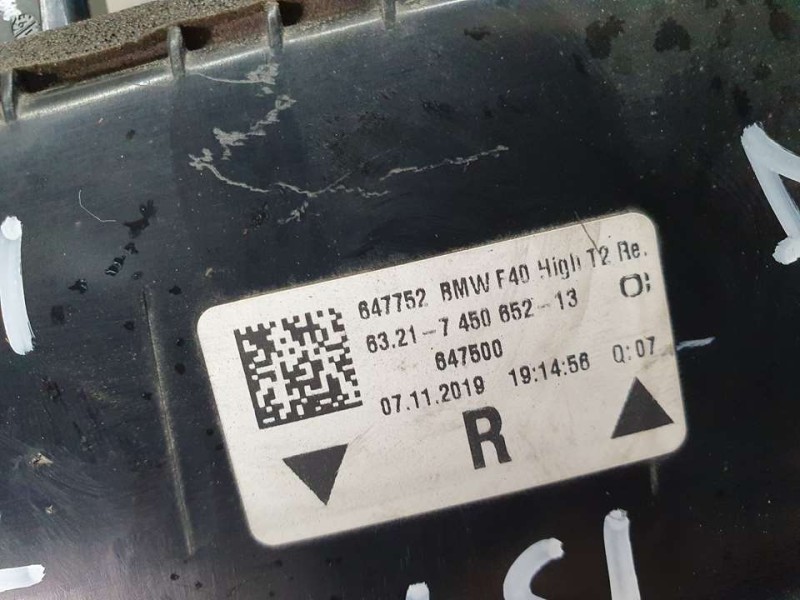 647752 BMW F40 High T2 Re.
63.21-7 450 652-13
647500
07.11.2019 19:14:56 Q:07
R